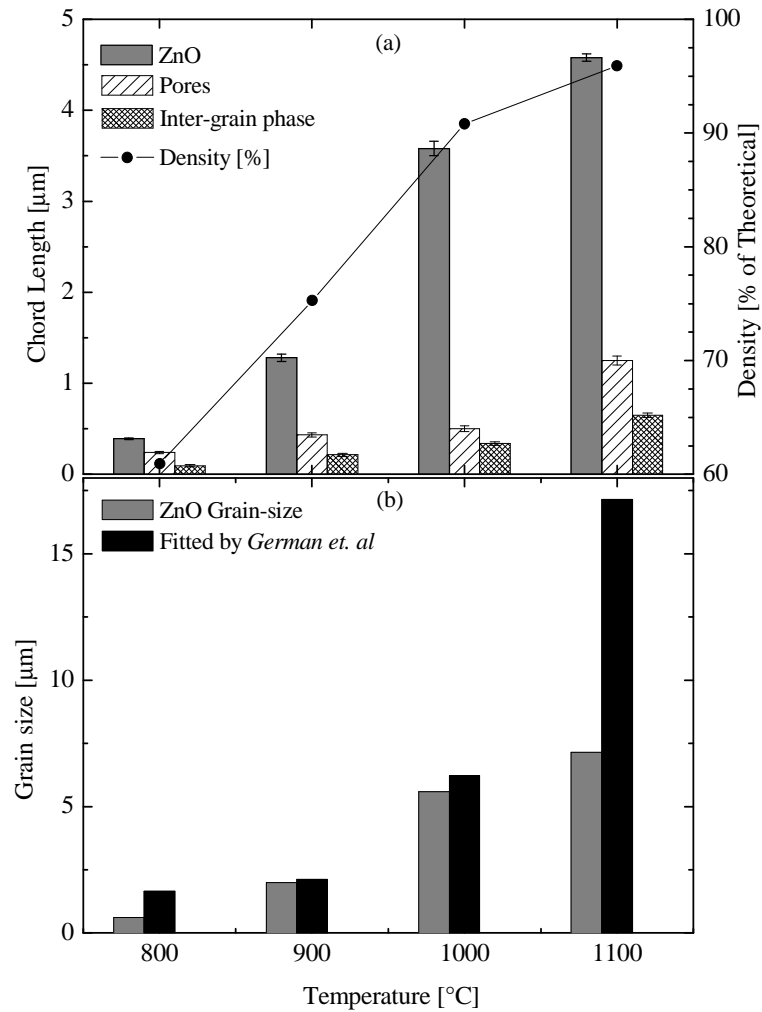 (a)
ZnO
Pores
Inter-grain phase
Density [%]
Chord Length [µm]
5
4
3
2
1
0
Density [% of Theoretical]
100
90
80
70
60
(b)
ZnO Grain-size
Fitted by German et. al
Grain size [µm]
15
10
5
0
800 900 1000 1100
Temperature [°C]